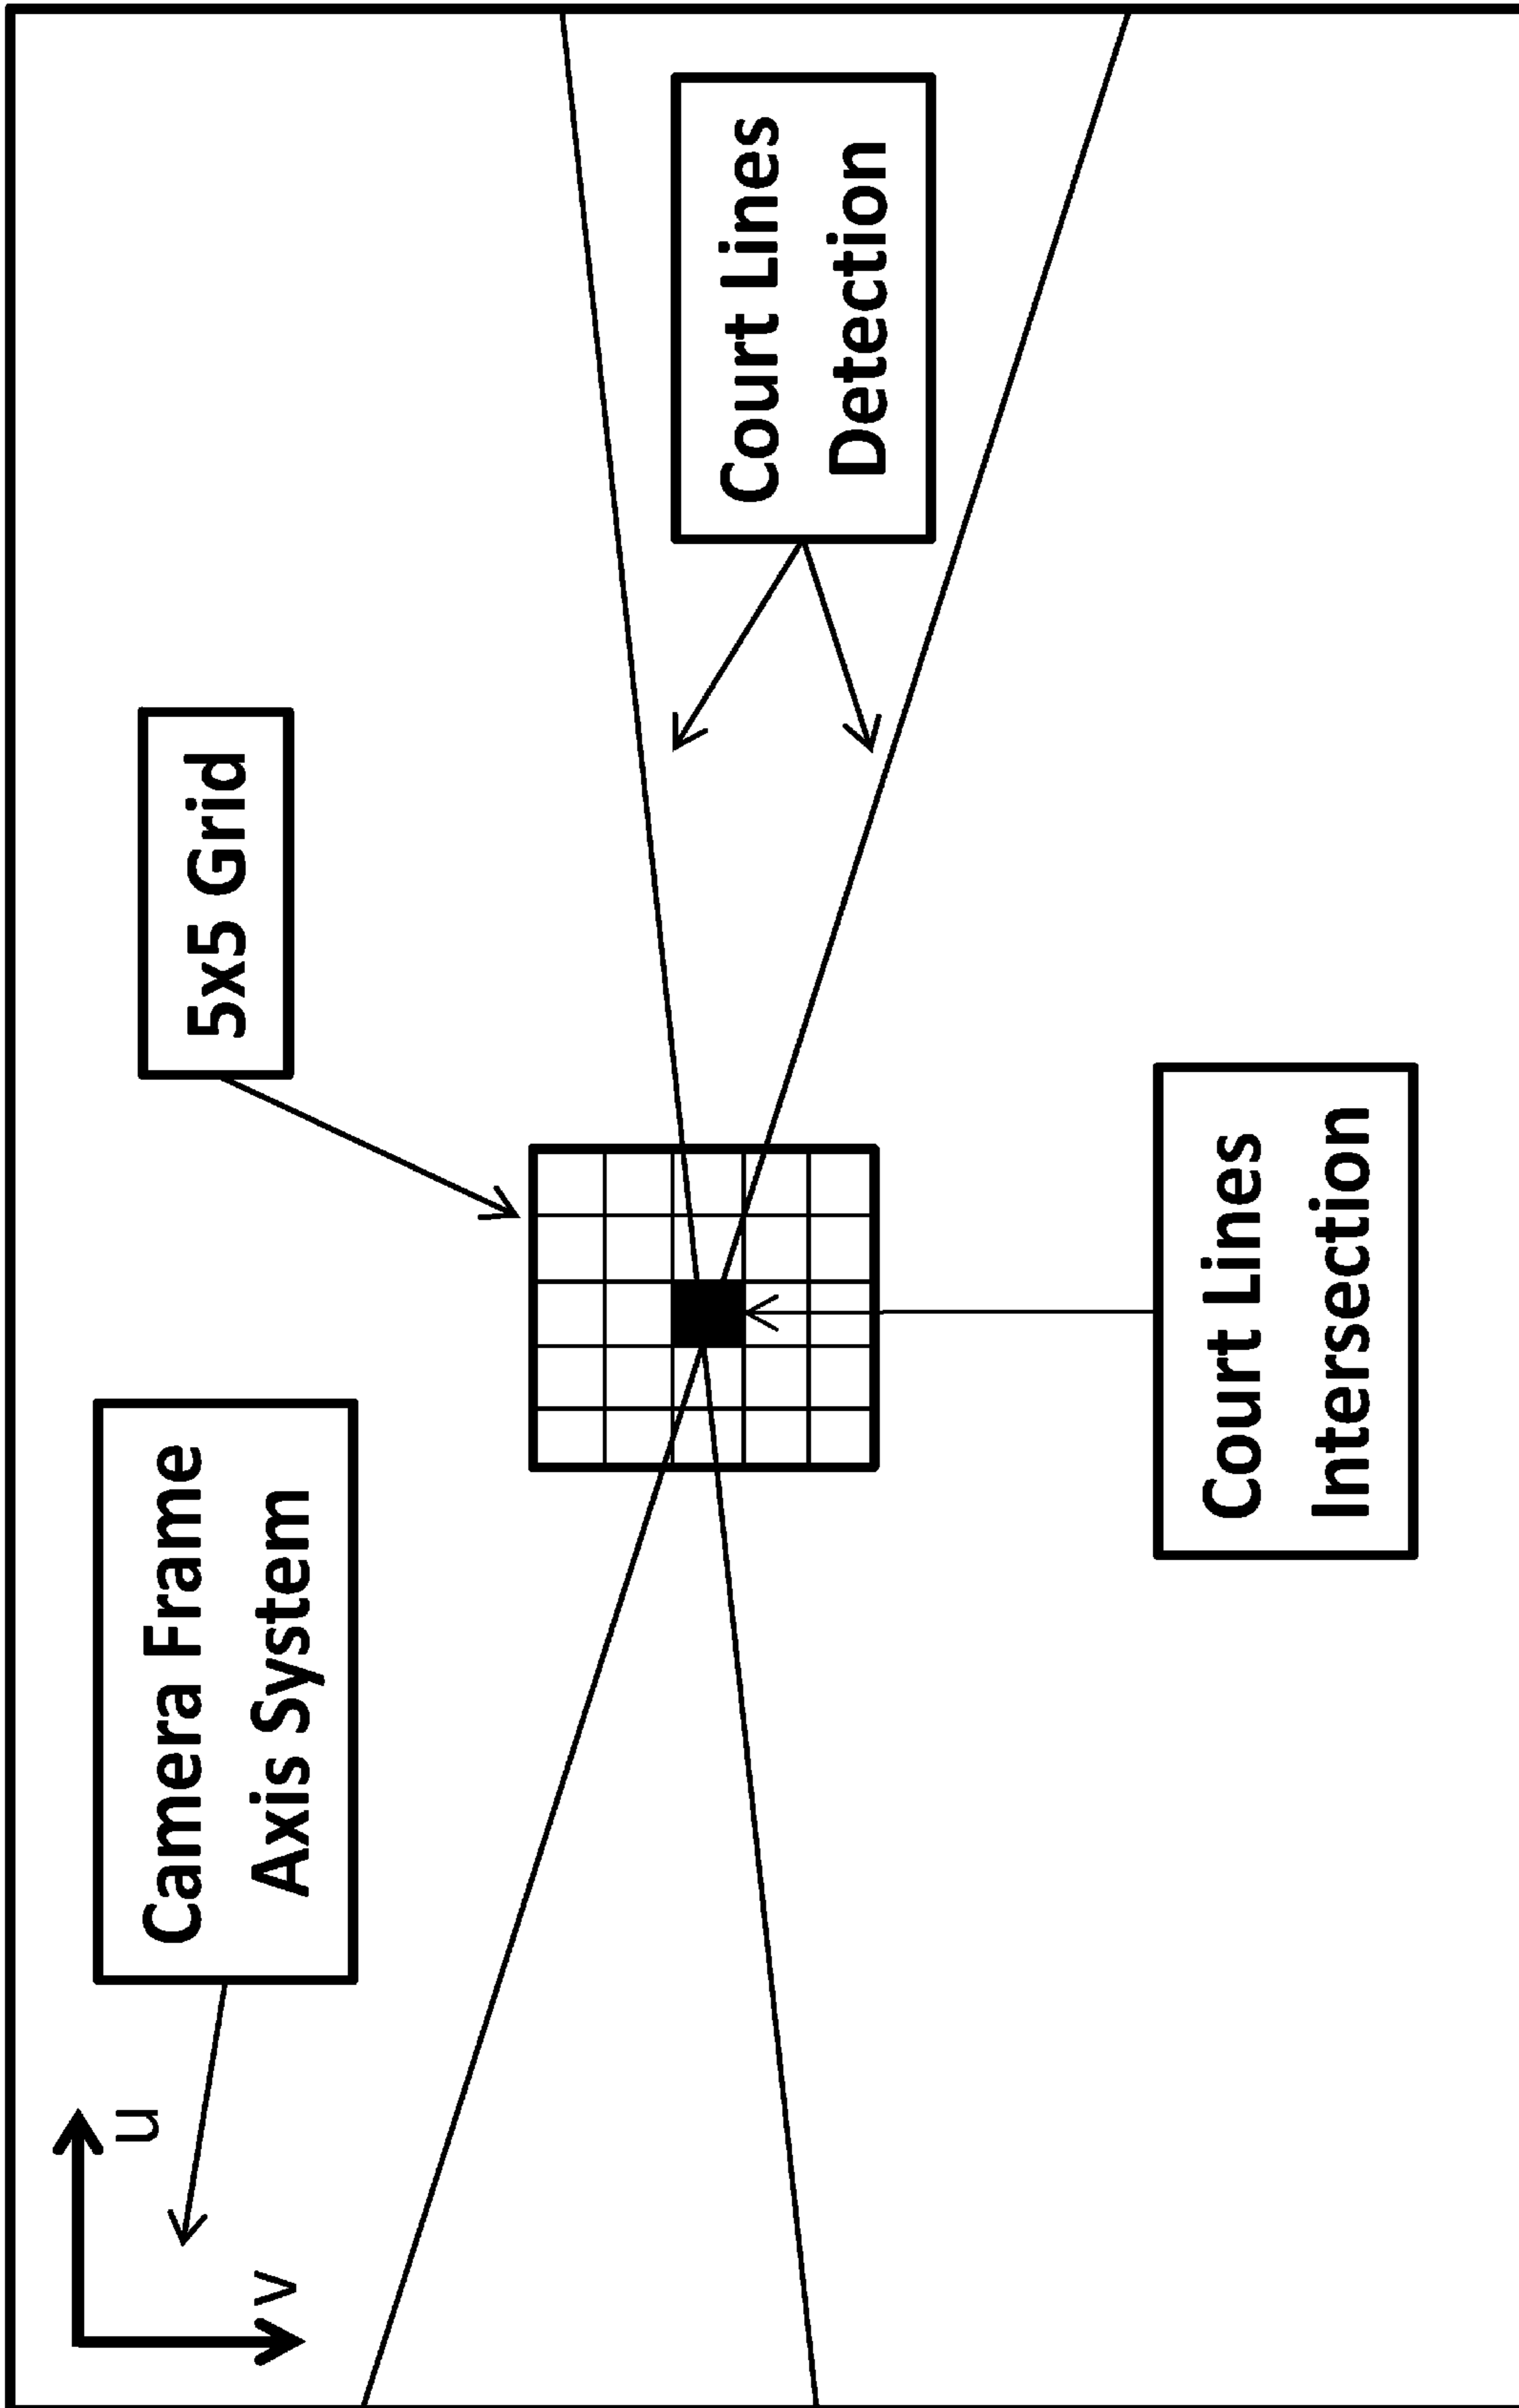 u
v
Camera Frame
Axis System
5x5 Grid
Court Lines
Detection
Court Lines
Intersection